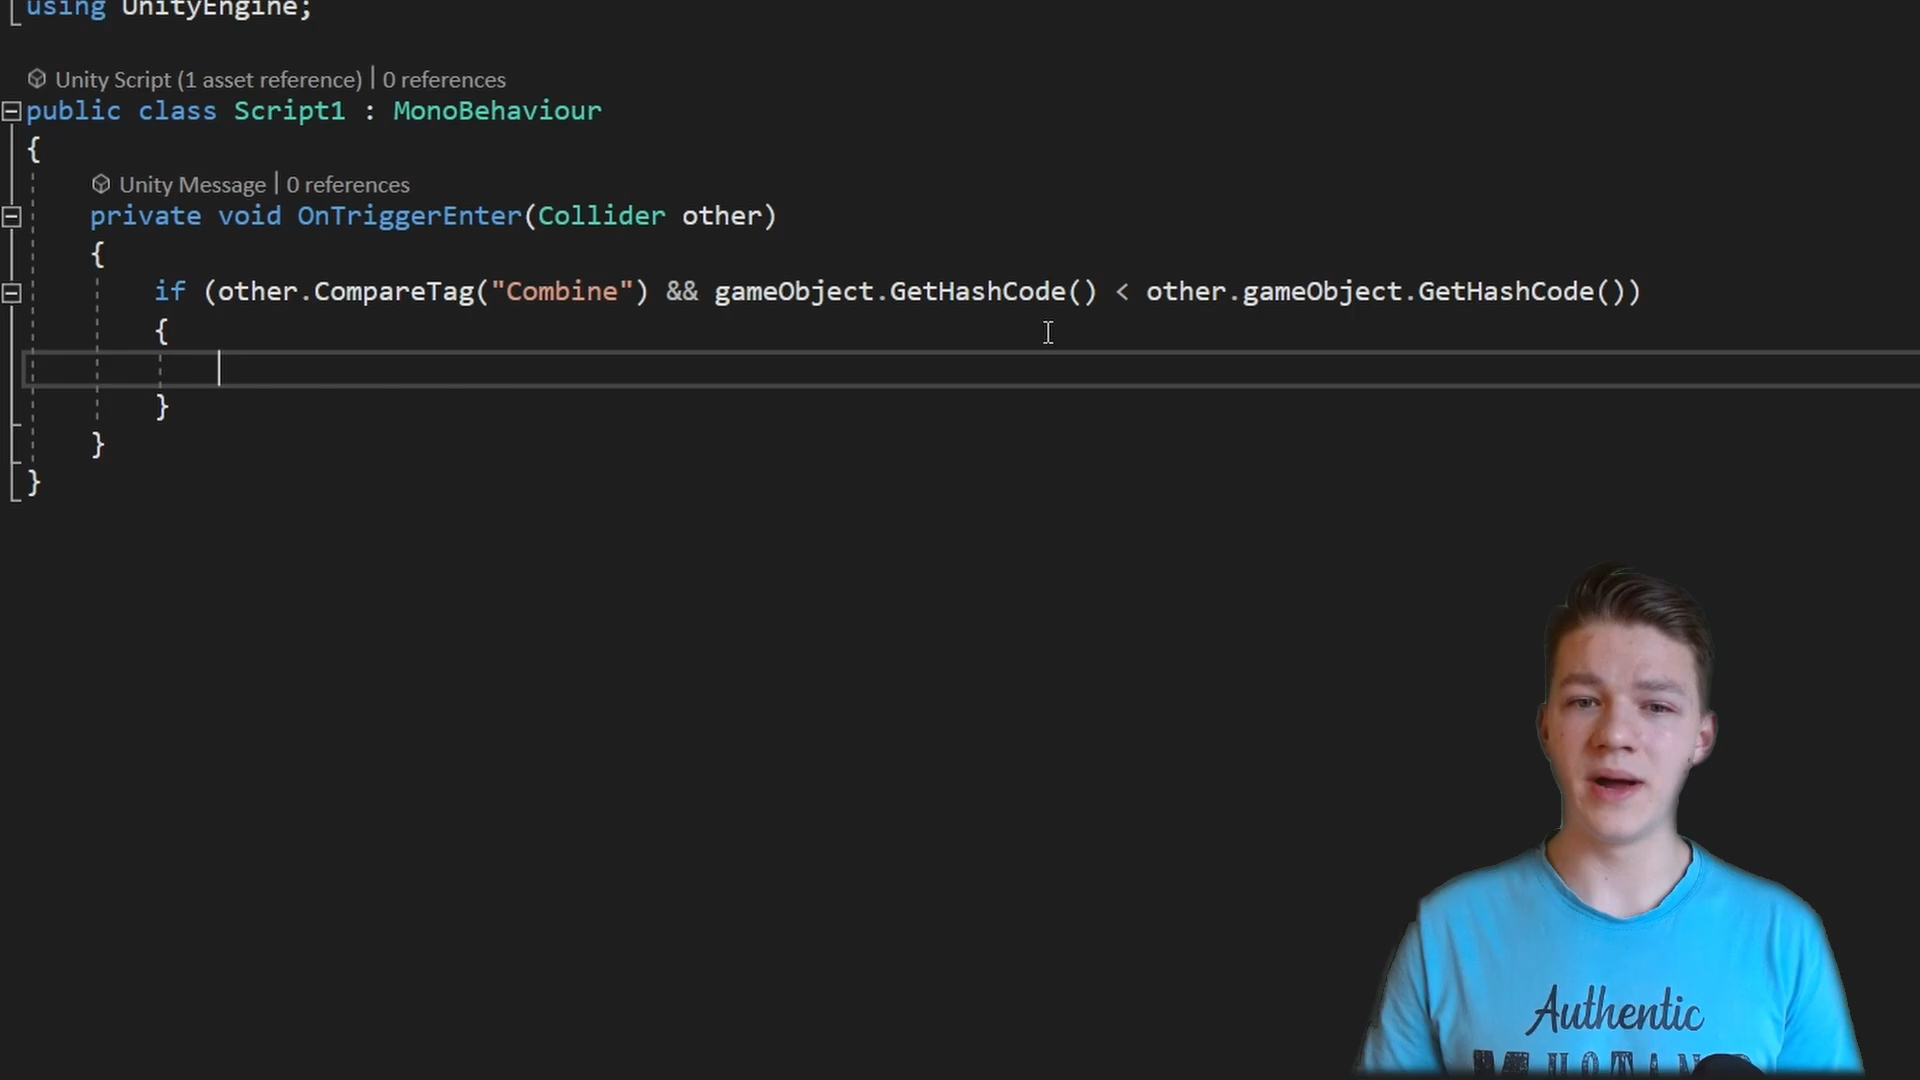 using UnityEngine;
Unity Script (1 asset reference) | 0 references
public class Script1 : MonoBehaviour
{
Unity Message | 0 references
private void OnTriggerEnter(Collider other)
{
if (other.CompareTag("Combine") && gameObject.GetHashCode() < other.gameObject.GetHashCode())
{
}
}
}
Authentic